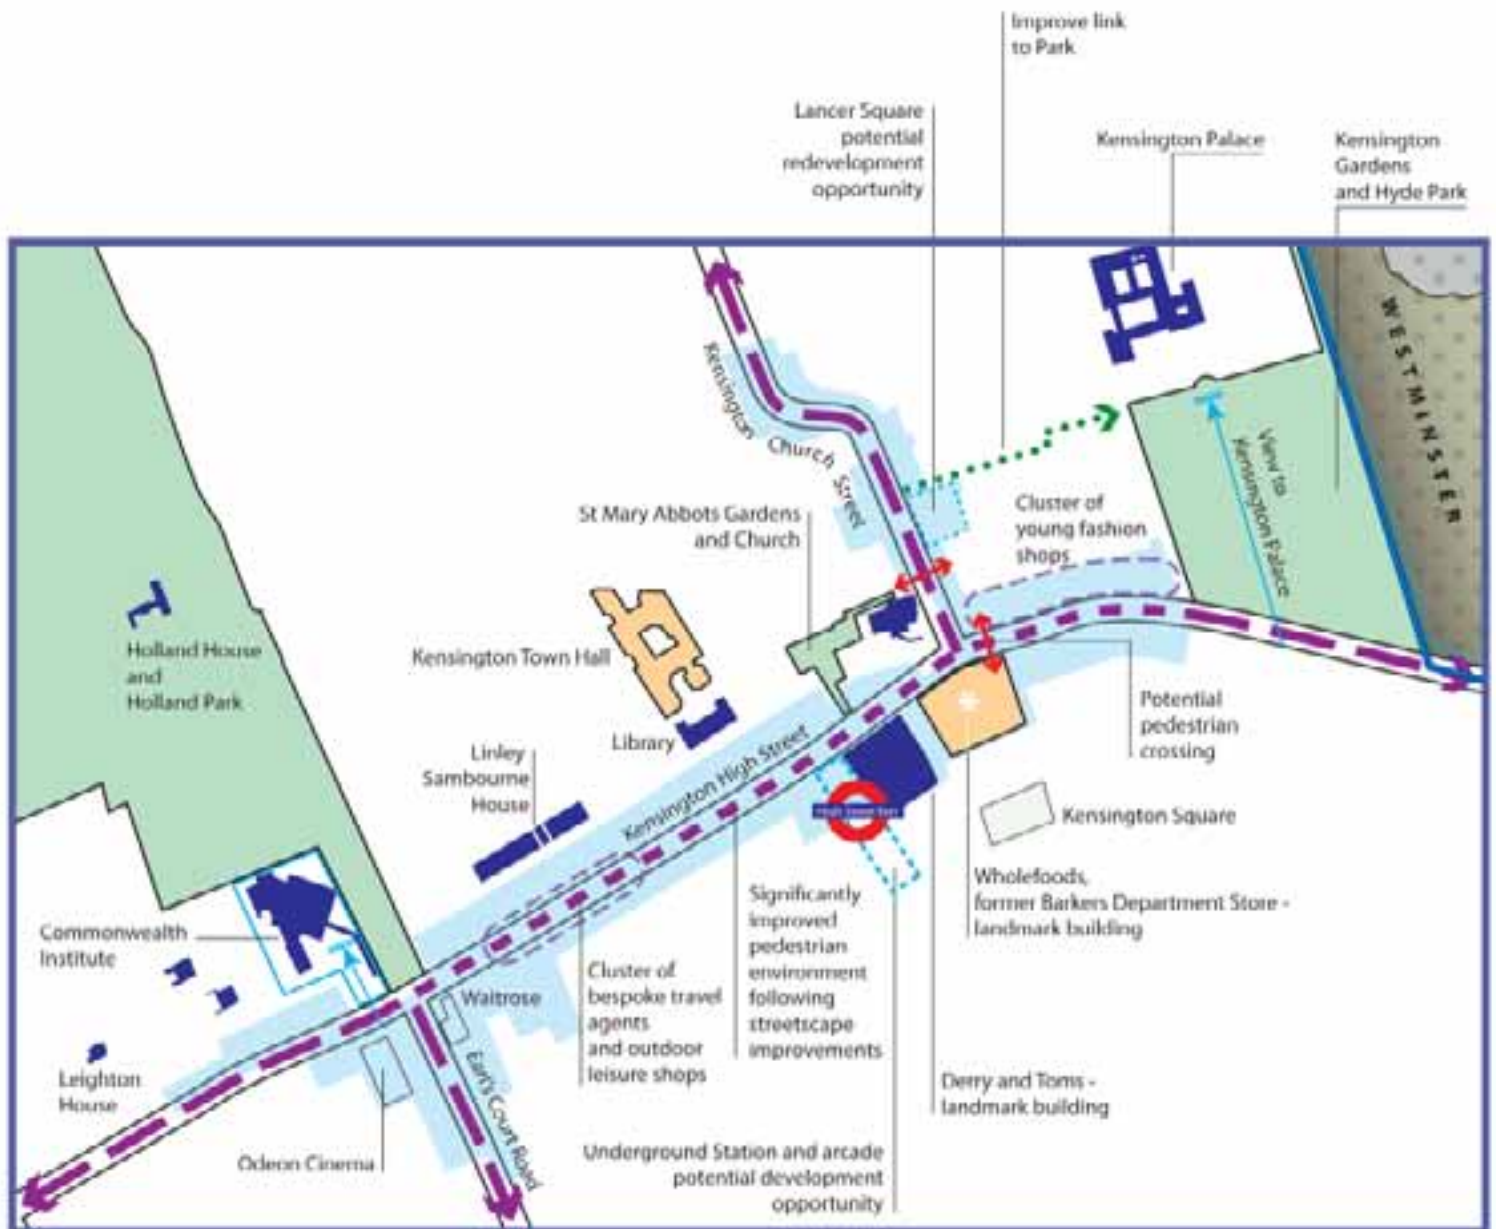 Improve link
to Park
Lancer Square
potential
redevelopment
opportunity
Kensington Palace
Kensington
Gardens
and Hyde Park
WESTMINSTER
Kensington Church Street
View to
Kensington Palace
Cluster of
young fashion
shops
St Mary Abbots Gardens
and Church
Holland House
and
Holland Park
Kensington Town Hall
Library
Linley
Sambourne
House
Kensington High Street
Potential
pedestrian
crossing
Kensington Square
Wholefoods,
former Barkers Department Store -
landmark building
Commonwealth
Institute
Waitrose
Cluster of
bespoke travel
agents
and outdoor
leisure shops
Significantly
improved
pedestrian
environment
following
streetscape
improvements
Leighton
House
Earl's Court Road
Derry and Toms -
landmark building
Odeon Cinema
Underground Station and arcade
potential development
opportunity